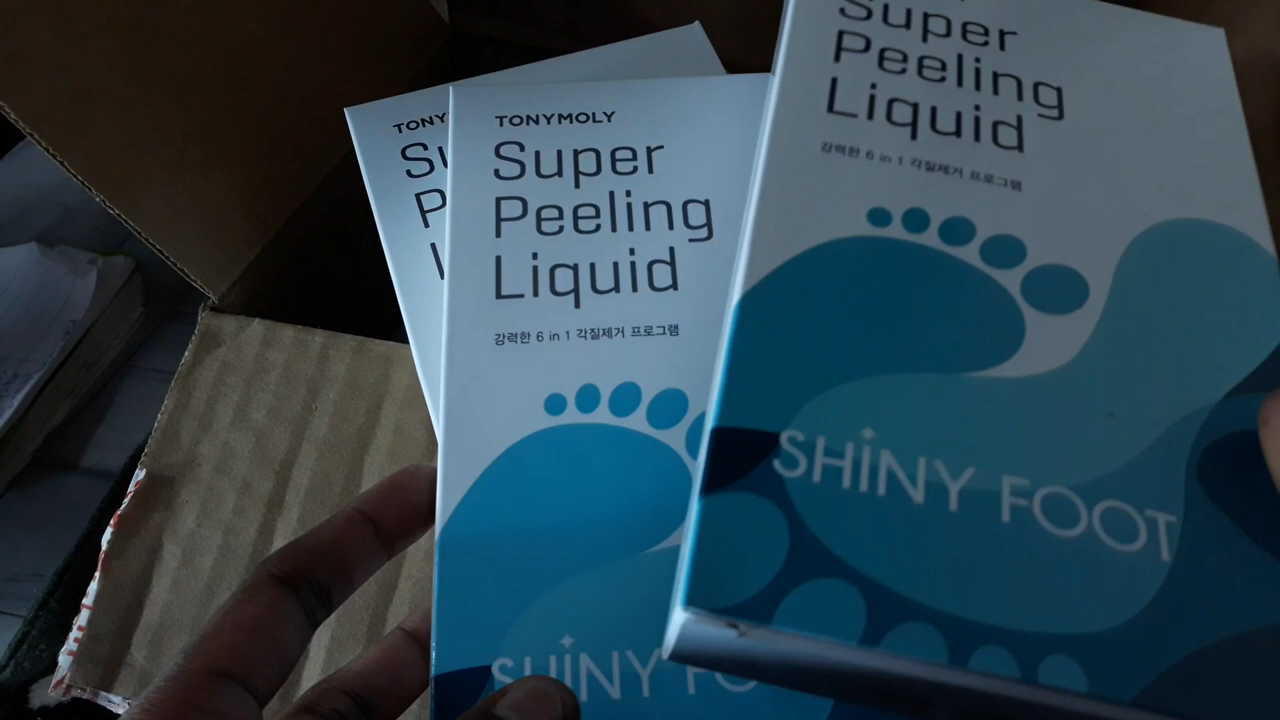 TONY
Su
P
TONYMOLY
Super
Peeling
Liquid
강력한 6 in 1 각질제거 프로그램
SHINY FO
Super
Peeling
Liquid
강력한 6 in 1 각질제거 프로그램
SHINY FOOT